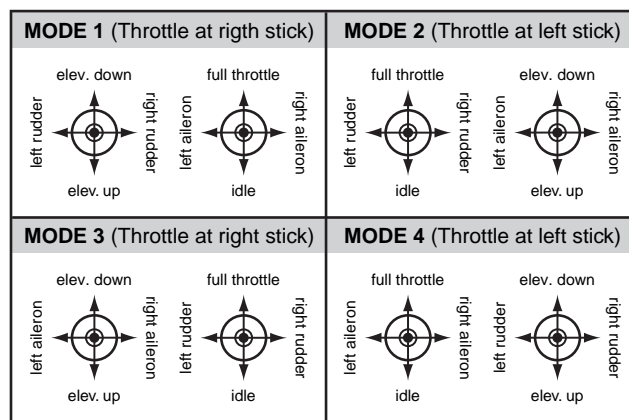 MODE 1 (Throttle at rigth stick)
elev. down
left rudder
right rudder
elev. up
full throttle
left aileron
right aileron
idle
MODE 2 (Throttle at left stick)
full throttle
left rudder
right rudder
idle
elev. down
left aileron
right aileron
elev. up
MODE 3 (Throttle at right stick)
elev. down
left aileron
right aileron
elev. up
full throttle
left rudder
right rudder
idle
MODE 4 (Throttle at left stick)
full throttle
left aileron
right aileron
idle
elev. down
left rudder
right rudder
elev. up